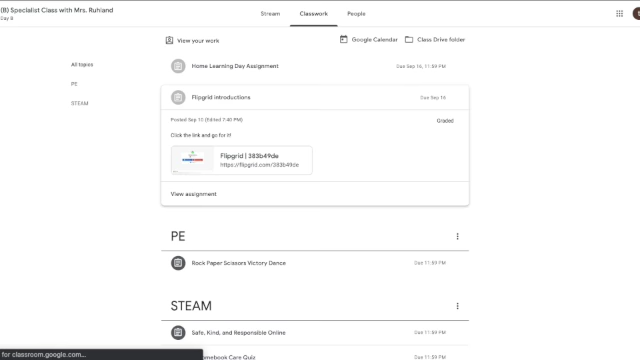 (B) Specialist Class with Mrs. Ruhland
Day B
Stream
Classwork
People
View your work
Google Calendar
Class Drive folder
All topics
PE
STEAM
Home Learning Day Assignment
Due Sep 16, 11:59 PM
Flipgrid introductions
Due Sep 16
Posted Sep 10 (Edited 7:40 PM)
Graded
Click the link and go for it!
Flipgrid | 383b49de
https://flipgrid.com/383b49de
View assignment
PE
Rock Paper Scissors Victory Dance
Due 11:59 PM
STEAM
Safe, Kind, and Responsible Online
Due 11:59 PM
Care Quiz
Due 11:59 PM
for classroom.google.com...